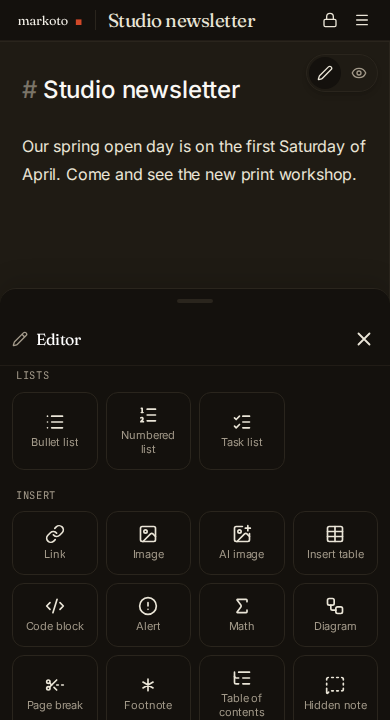 markoto
Studio newsletter
# Studio newsletter
Our spring open day is on the first Saturday of
April. Come and see the new print workshop.
Editor
LISTS
Bullet list
Numbered
list
Task list
INSERT
Link
Image
AI image
Insert table
Code block
Alert
Math
Diagram
Page break
Footnote
Table of
contents
Hidden note